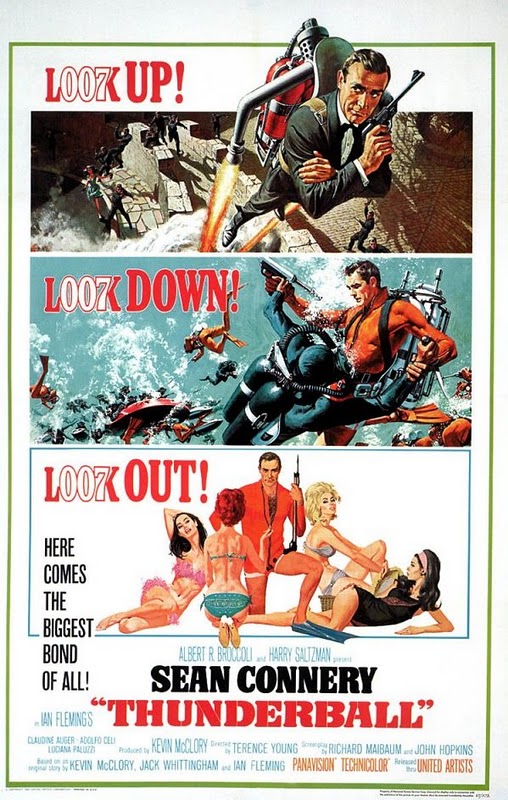 LOO7K UP!
LOO7K DOWN!
LOO7K OUT!
HERE
COMES
THE
BIGGEST
BOND
OF ALL!
ALBERT R. BROCCOLI and HARRY SALTZMAN present
SEAN CONNERY
in IAN FLEMING'S
"THUNDERBALL"
CLAUDINE AUGER · ADOLFO CELI
LUCIANA PALUZZI
Produced by KEVIN McCLORY Directed by TERENCE YOUNG Screenplay by RICHARD MAIBAUM and JOHN HOPKINS
Based on an original story by KEVIN McCLORY, JACK WHITTINGHAM and IAN FLEMING PANAVISION® TECHNICOLOR® Released thru UNITED ARTISTS